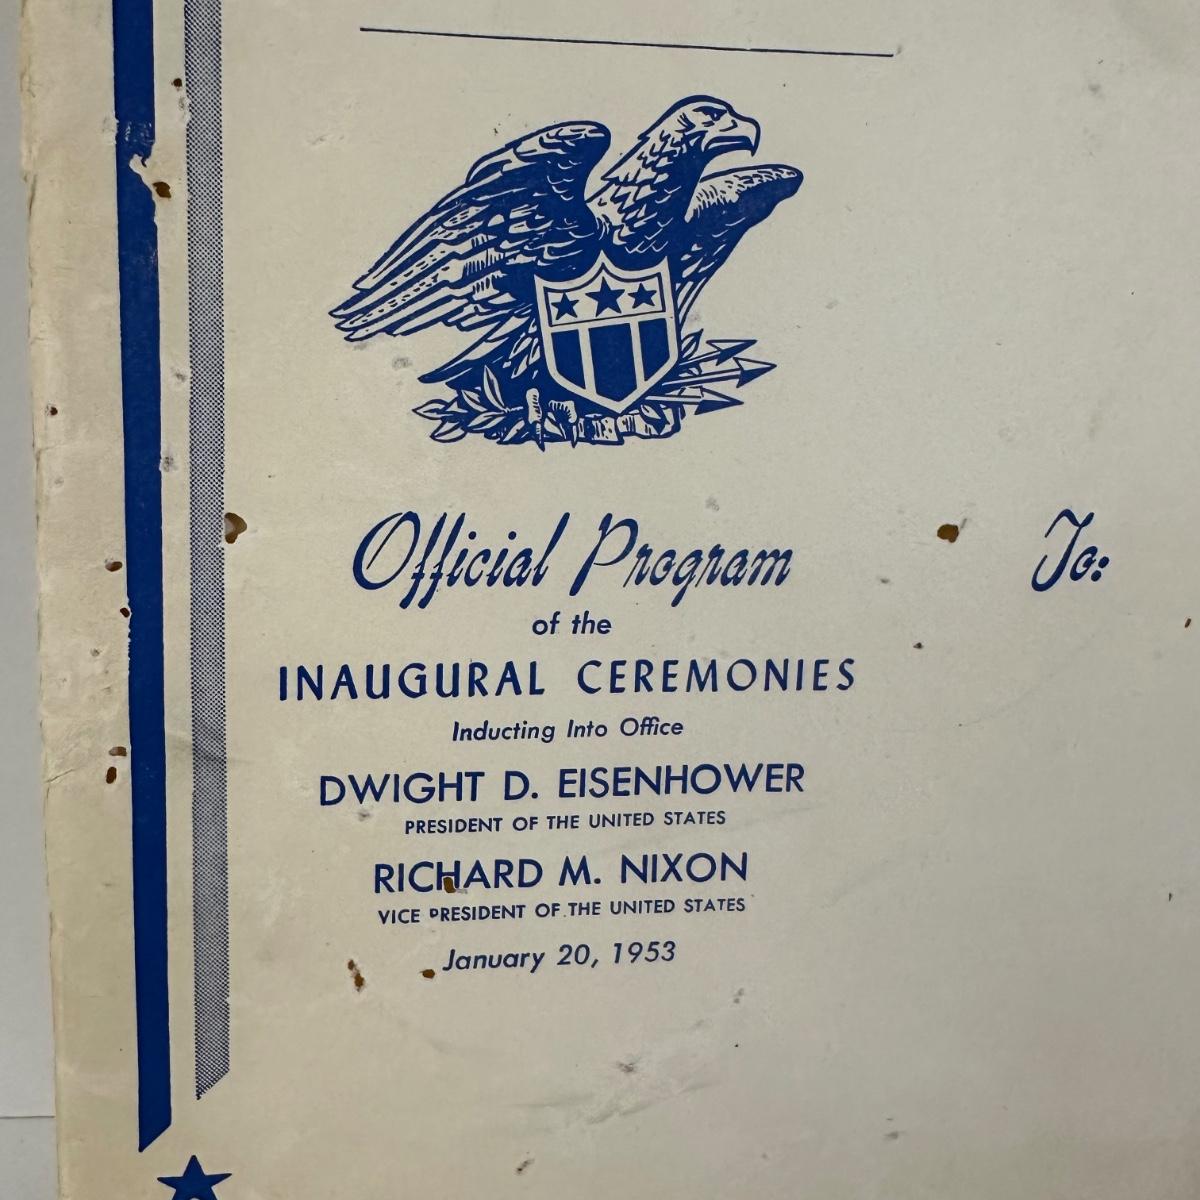 Official Program
To:
of the
INAUGURAL CEREMONIES
Inducting Into Office
DWIGHT D. EISENHOWER
PRESIDENT OF THE UNITED STATES
RICHARD M. NIXON
VICE PRESIDENT OF THE UNITED STATES
January 20, 1953